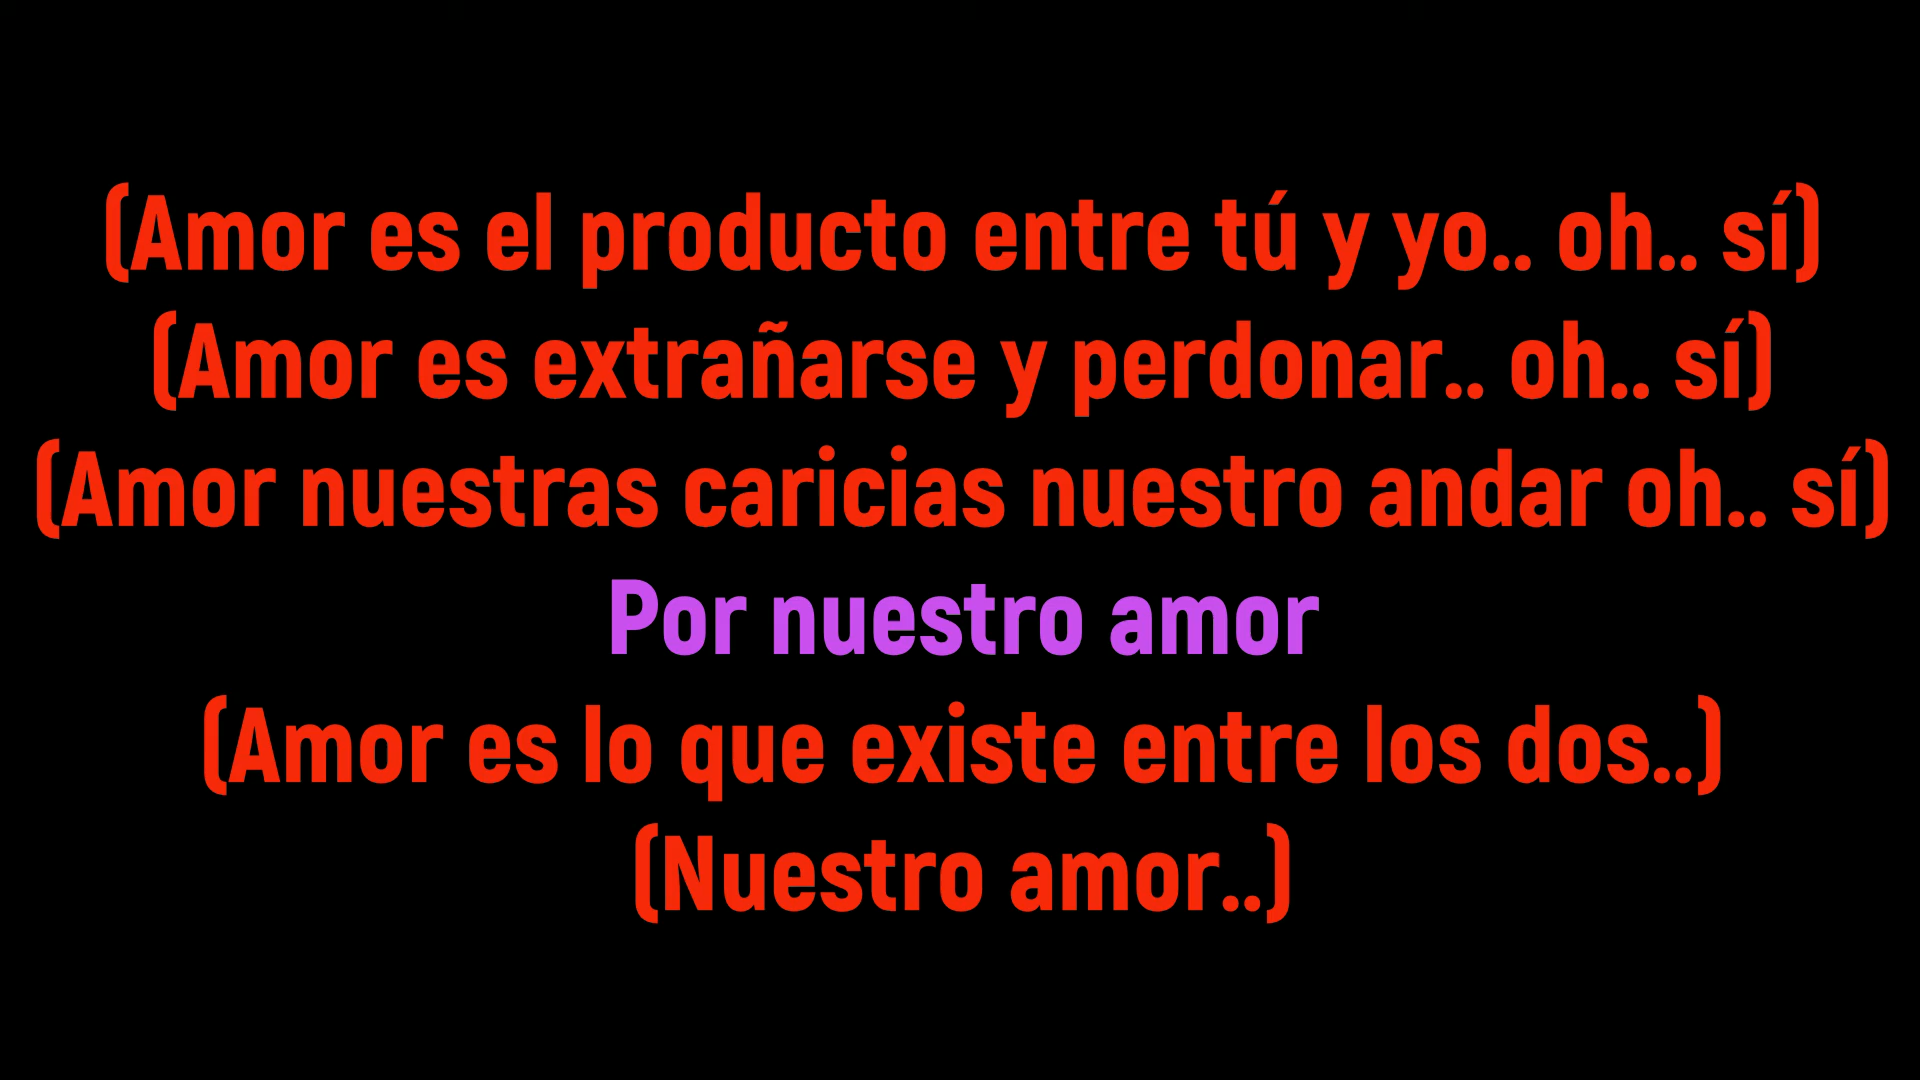 (Amor es el producto entre tú y yo.. oh.. sí)
(Amor es extrañarse y perdonar.. oh.. sí)
(Amor nuestras caricias nuestro andar oh.. sí)
Por nuestro amor
(Amor es lo que existe entre los dos..)
(Nuestro amor..)